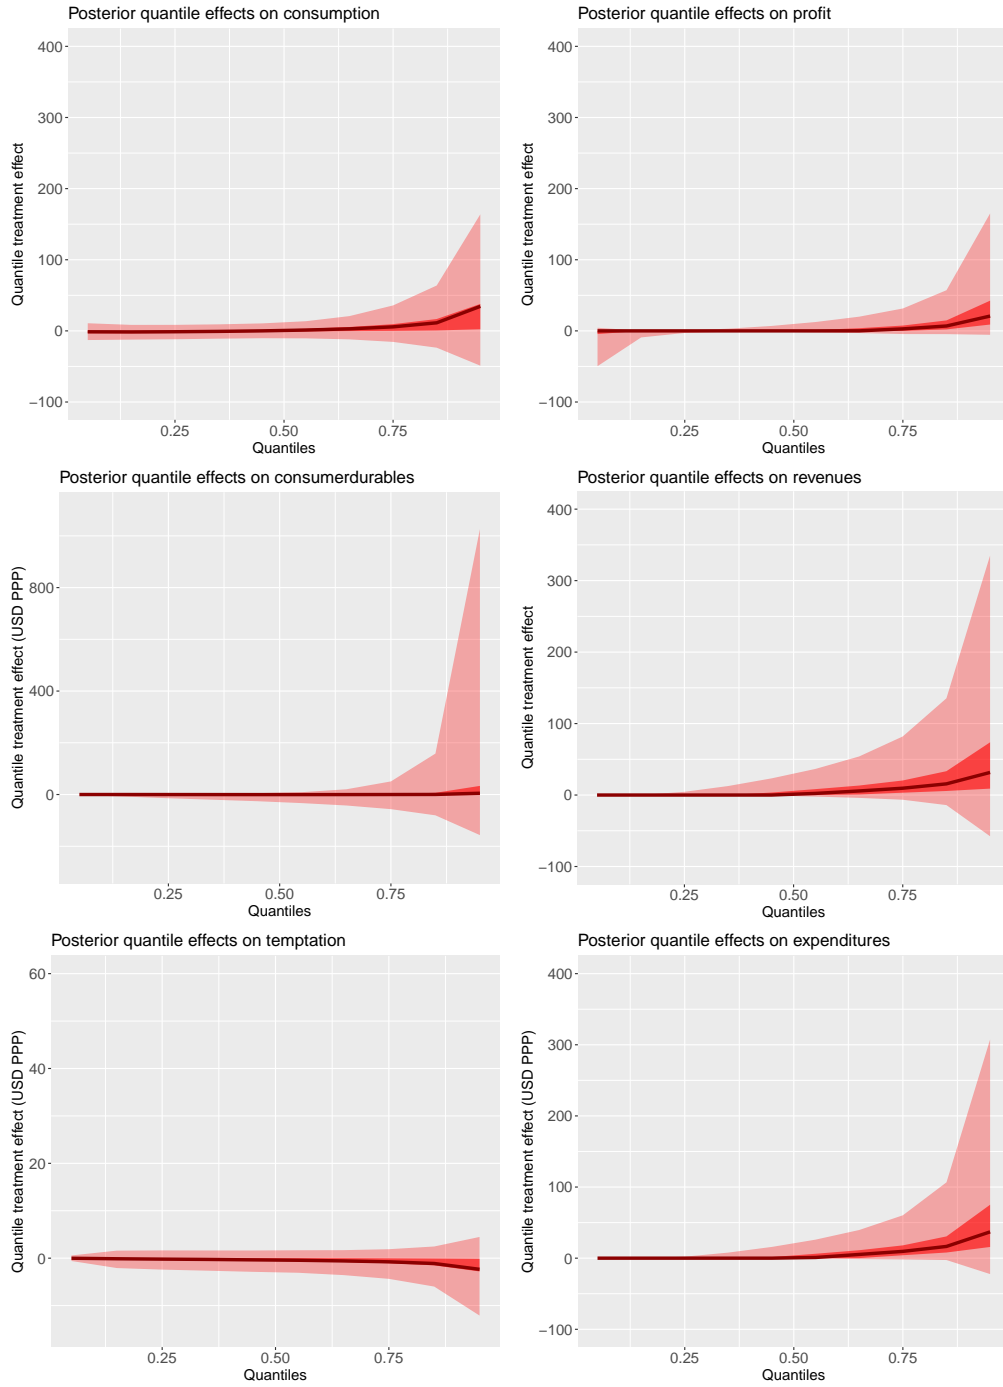 Posterior quantile effects on consumption
400
300
200
100
0
−100
Quantile treatment effect
0.25
0.50
0.75
Quantiles
Posterior quantile effects on profit
400
300
200
100
0
−100
Quantile treatment effect
0.25
0.50
0.75
Quantiles
Posterior quantile effects on consumerdurables
800
400
0
Quantile treatment effect (USD PPP)
0.25
0.50
0.75
Quantiles
Posterior quantile effects on revenues
400
300
200
100
0
−100
Quantile treatment effect
0.25
0.50
0.75
Quantiles
Posterior quantile effects on temptation
60
40
20
0
Quantile treatment effect (USD PPP)
0.25
0.50
0.75
Quantiles
Posterior quantile effects on expenditures
400
300
200
100
0
−100
Quantile treatment effect (USD PPP)
0.25
0.50
0.75
Quantiles